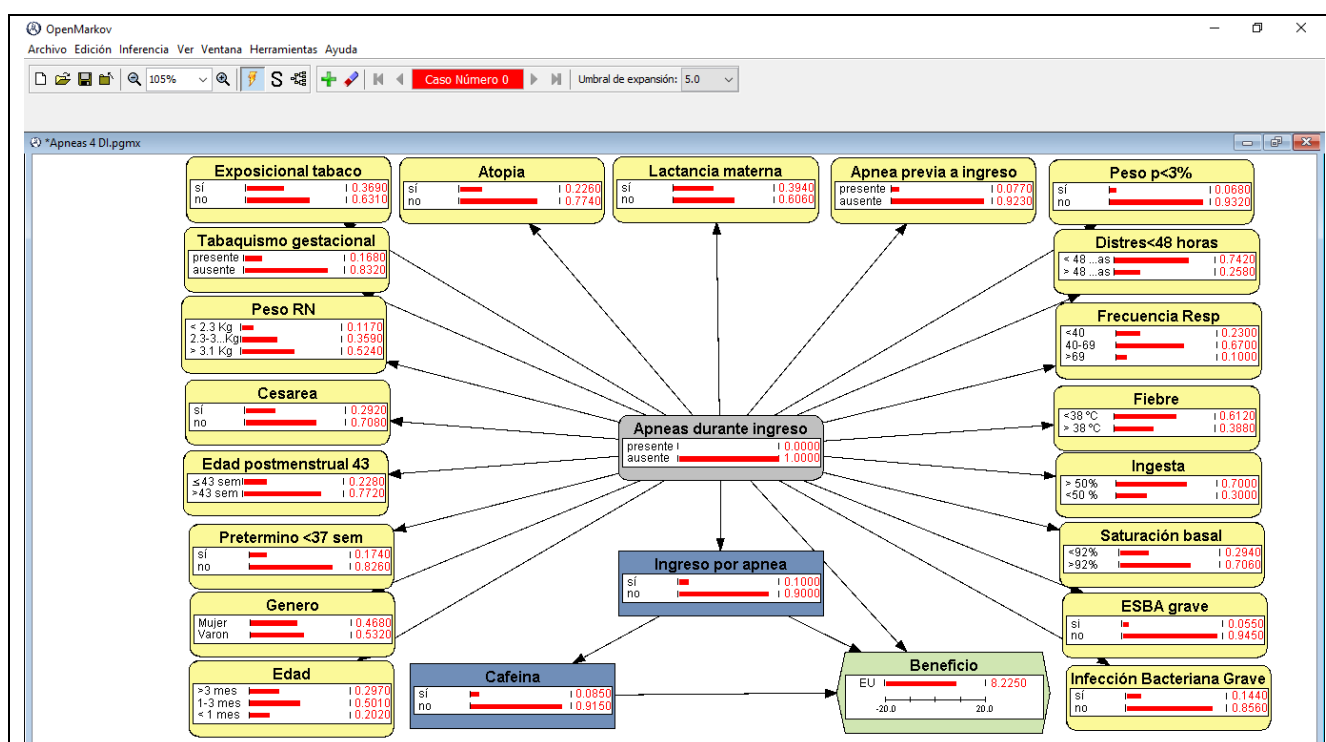 OpenMarkov
Archivo Edición Inferencia Ver Ventana Herramientas Ayuda
105% S Caso Número 0 Umbral de expansión: 5.0
*Apneas 4 DI.pgmx
Exposicional tabaco
sí 0.3690
no 0.6310
Atopia
sí 0.2260
no 0.7740
Lactancia materna
sí 0.3940
no 0.6060
Apnea previa a ingreso
presente 0.0770
ausente 0.9230
Peso p<3%
sí 0.0680
no 0.9320
Tabaquismo gestacional
presente 0.1680
ausente 0.8320
Distres<48 horas
< 48 ...as 0.7420
> 48 ...as 0.2580
Peso RN
< 2.3 Kg 0.1170
2.3-3...Kg 0.3590
> 3.1 Kg 0.5240
Frecuencia Resp
<40 0.2300
40-69 0.6700
>69 0.1000
Cesarea
sí 0.2920
no 0.7080
Fiebre
<38 ºC 0.6120
> 38 ºC 0.3880
Apneas durante ingreso
presente 0.0000
ausente 1.0000
Edad postmenstrual 43
≤43 sem 0.2280
>43 sem 0.7720
Ingesta
> 50% 0.7000
<50 % 0.3000
Pretermino <37 sem
sí 0.1740
no 0.8260
Saturación basal
<92% 0.2940
>92% 0.7060
Ingreso por apnea
sí 0.1000
no 0.9000
Genero
Mujer 0.4680
Varon 0.5320
ESBA grave
si 0.0550
no 0.9450
Edad
>3 mes 0.2970
1-3 mes 0.5010
< 1 mes 0.2020
Cafeina
sí 0.0850
no 0.9150
Beneficio
EU 8.2250
-20.0 20.0
Infección Bacteriana Grave
sí 0.1440
no 0.8560